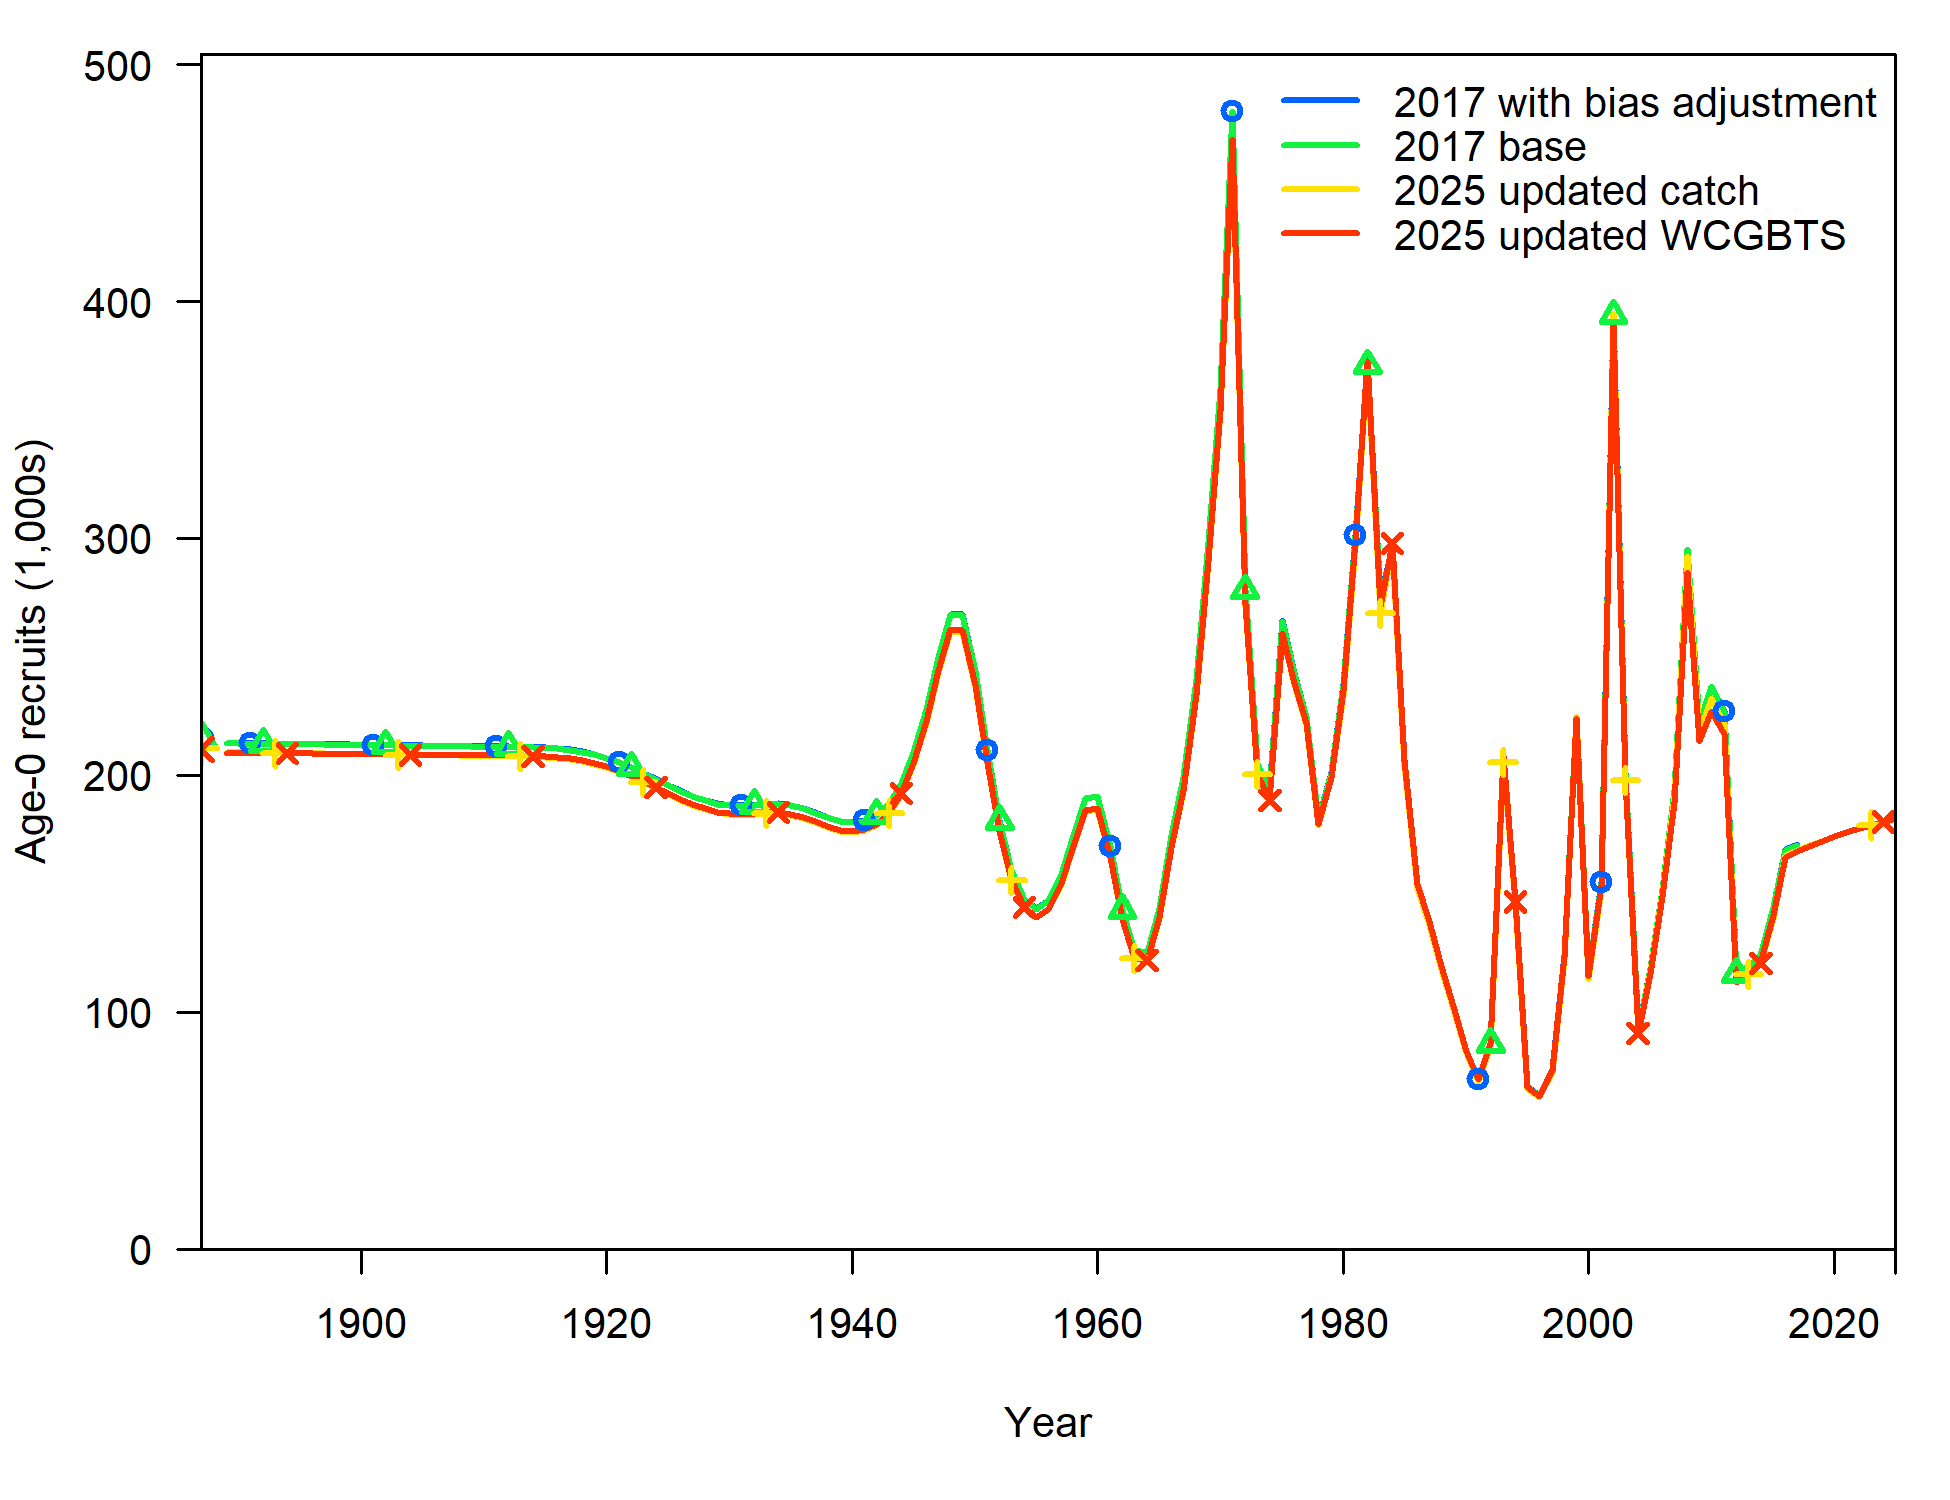 500
400
300
200
100
0
Age-0 recruits (1,000s)
2017 with bias adjustment
2017 base
2025 updated catch
2025 updated WCGBTS
1900 1920 1940 1960 1980 2000 2020
Year